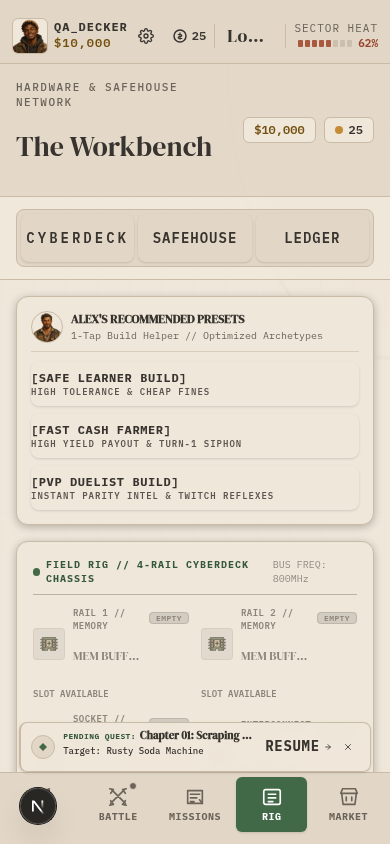 QA_DECKER
$10,000
25
Lo...
SECTOR HEAT
62%
HARDWARE & SAFEHOUSE
NETWORK
The Workbench
$10,000
25
CYBERDECK
SAFEHOUSE
LEDGER
ALEX'S RECOMMENDED PRESETS
1-Tap Build Helper // Optimized Archetypes
[SAFE LEARNER BUILD]
HIGH TOLERANCE & CHEAP FINES
[FAST CASH FARMER]
HIGH YIELD PAYOUT & TURN-1 SIPHON
[PVP DUELIST BUILD]
INSTANT PARITY INTEL & TWITCH REFLEXES
FIELD RIG // 4-RAIL CYBERDECK
CHASSIS
BUS FREQ:
800MHz
RAIL 1 //
MEMORY
EMPTY
MEM BUFF...
SLOT AVAILABLE
RAIL 2 //
MEMORY
EMPTY
MEM BUFF...
SLOT AVAILABLE
SOCKET //
PENDING QUEST: Chapter 01: Scraping ...
Target: Rusty Soda Machine
RESUME →
×
N
BATTLE
MISSIONS
RIG
MARKET